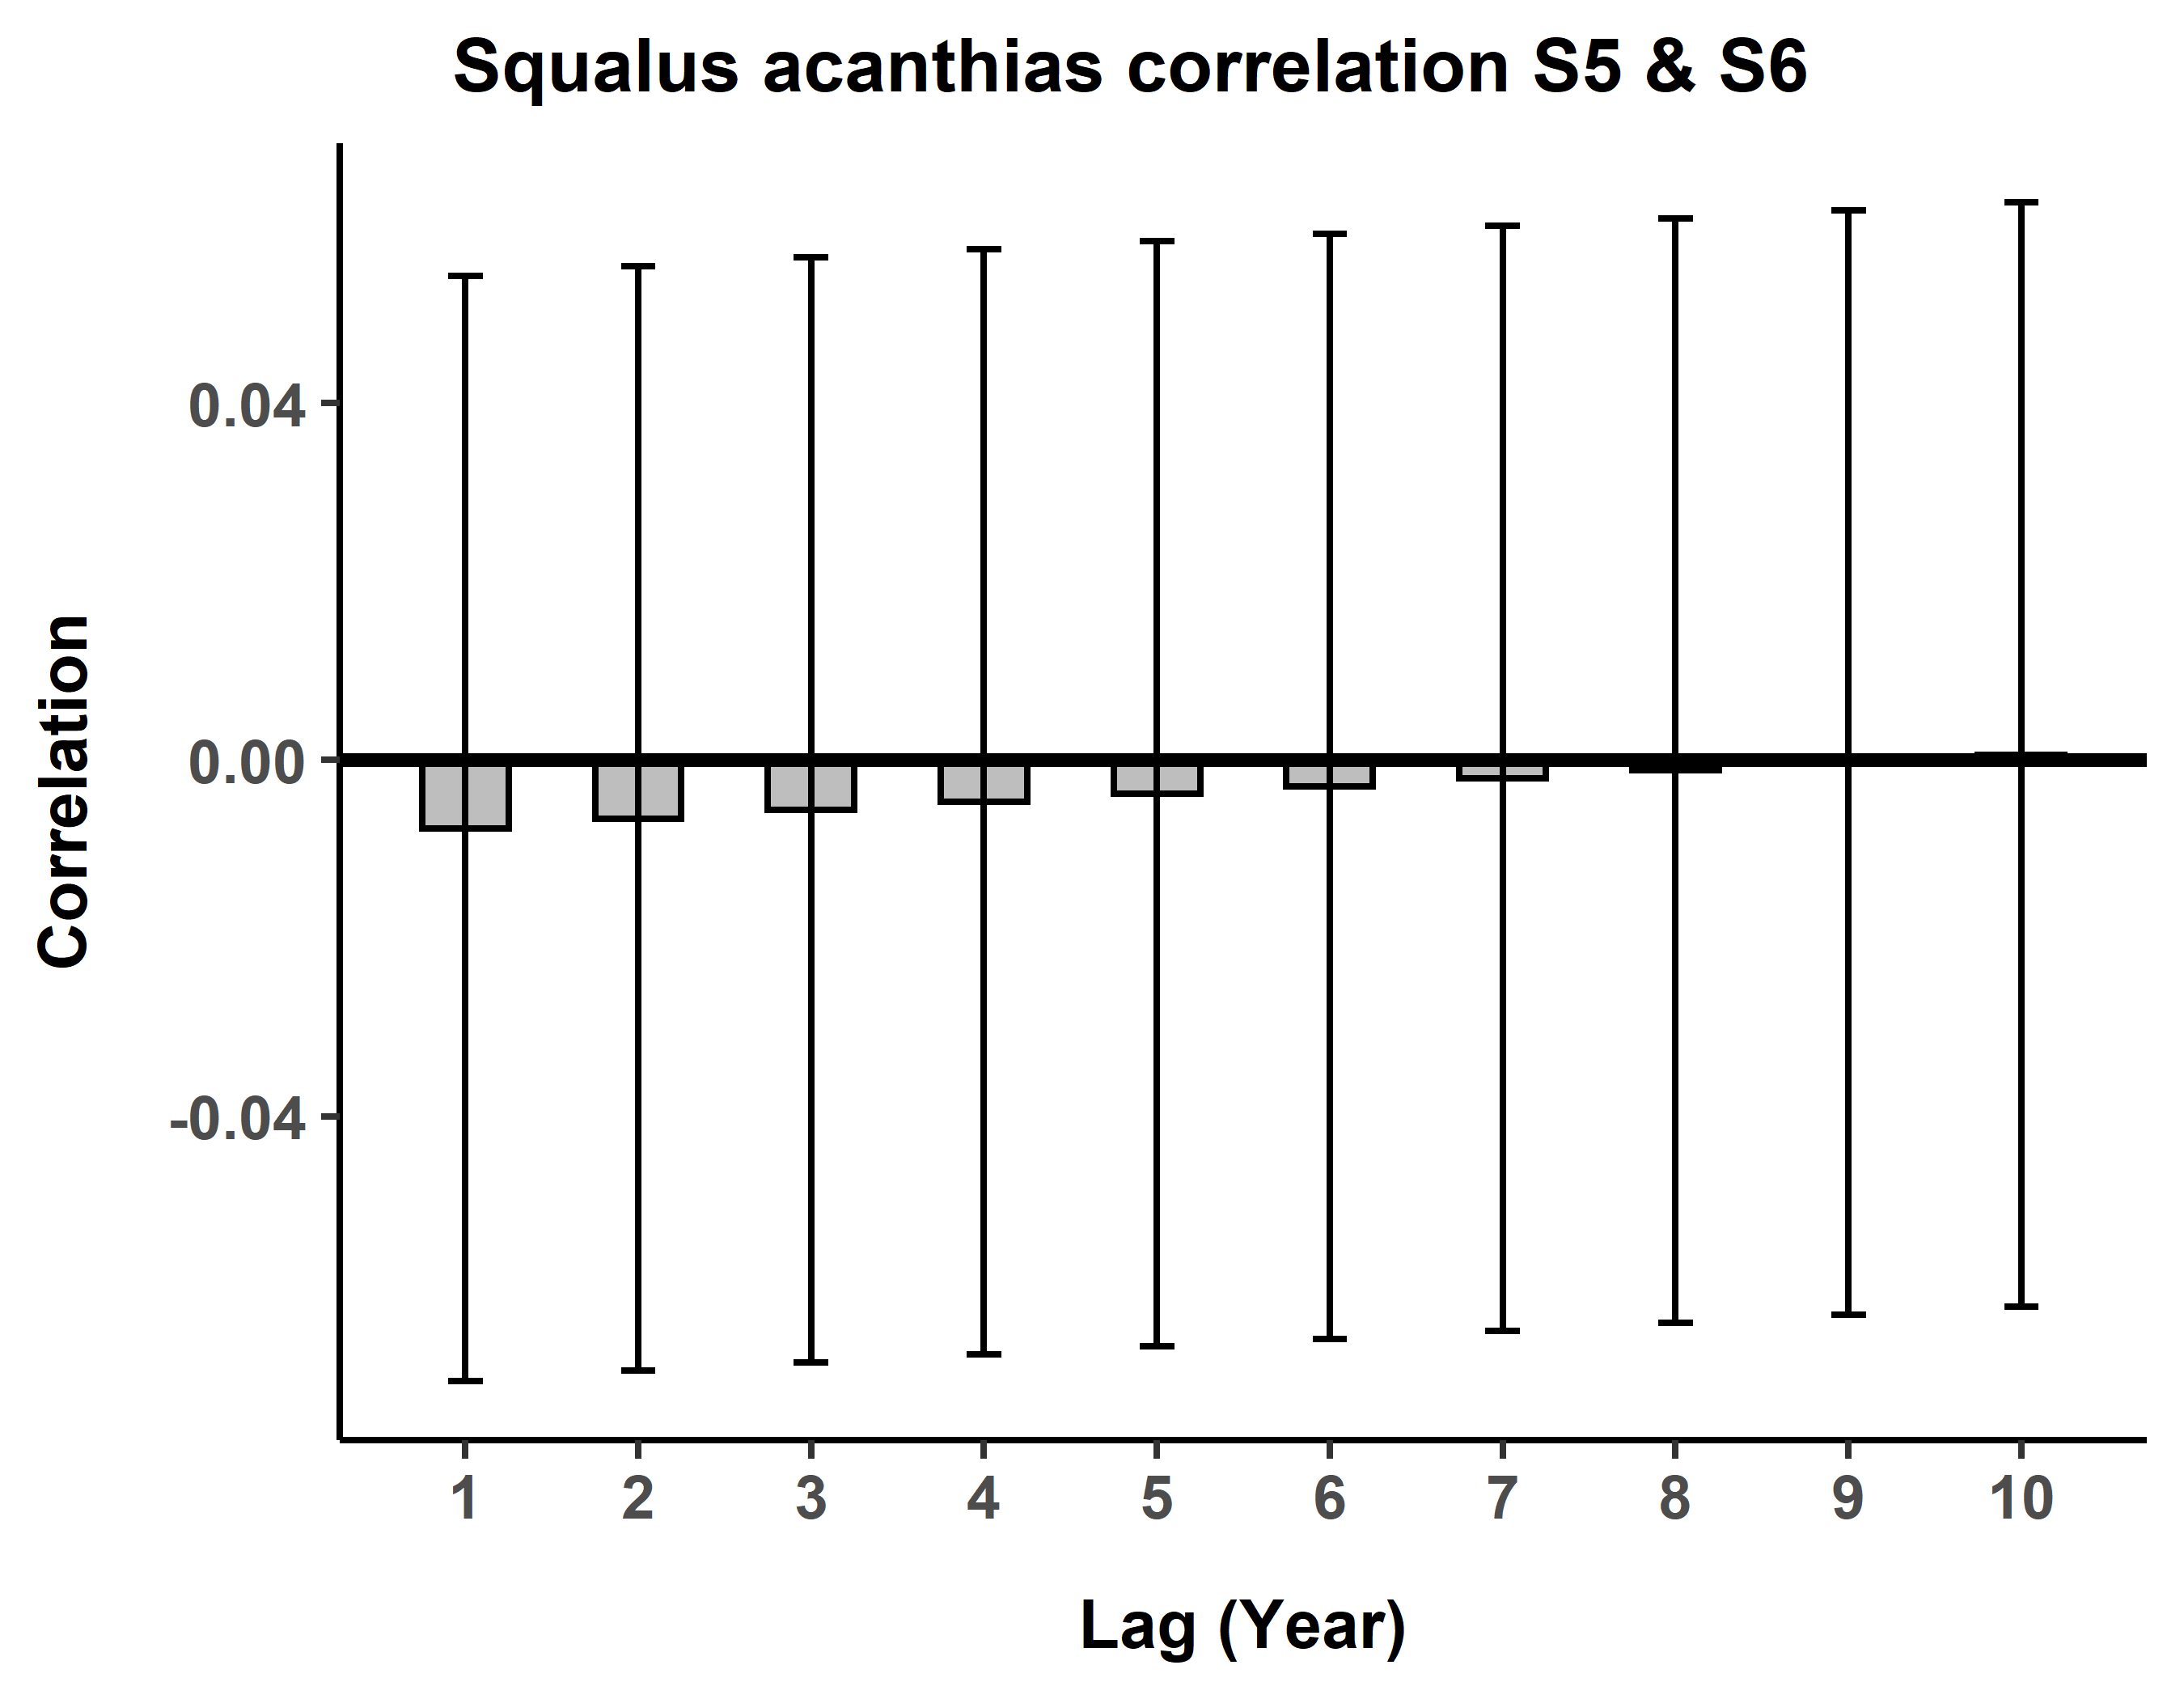 Squalus acanthias correlation S5 & S6
Correlation
0.04
0.00
-0.04
1 2 3 4 5 6 7 8 9 10
Lag (Year)